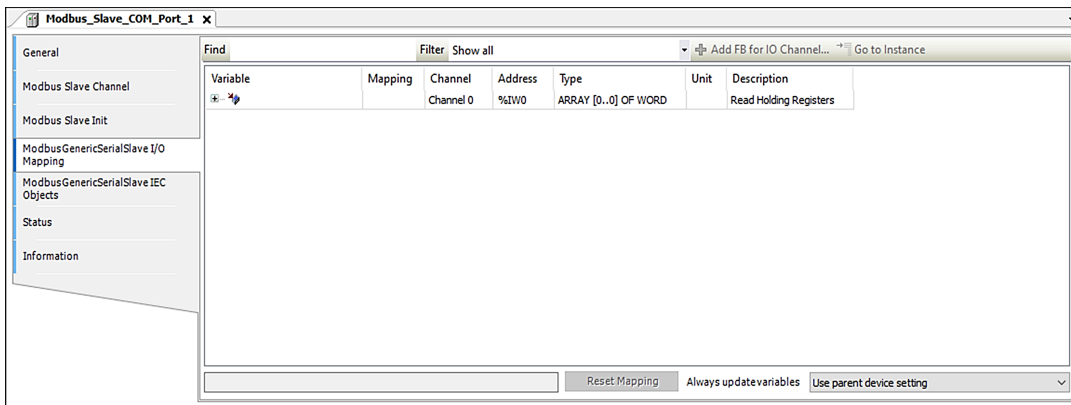 Modbus_Slave_COM_Port_1 X
General
Modbus Slave Channel
Modbus Slave Init
ModbusGenericSerialSlave I/O
Mapping
ModbusGenericSerialSlave IEC
Objects
Status
Information
Find Filter Show all Add FB for IO Channel... Go to Instance
Variable Mapping Channel Address Type Unit Description
Channel 0 %IW0 ARRAY [0..0] OF WORD Read Holding Registers
Reset Mapping Always update variables Use parent device setting